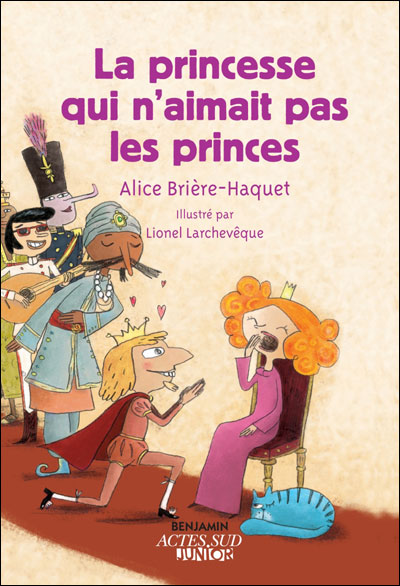 La princesse
qui n'aimait pas
les princes
Alice Brière-Haquet
Illustré par
Lionel Larchevêque
BENJAMIN
ACTES SUD
JUNIOR